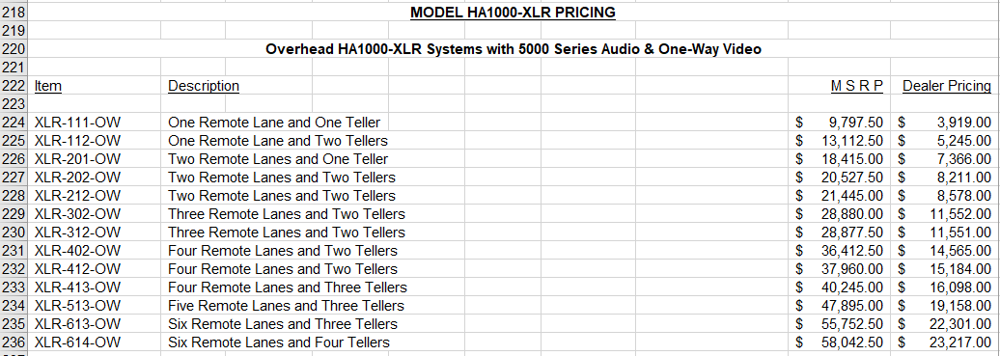 218 MODEL HA1000-XLR PRICING
219
220 Overhead HA1000-XLR Systems with 5000 Series Audio & One-Way Video
221
222 Item Description M S R P Dealer Pricing
223
224 XLR-111-OW One Remote Lane and One Teller $ 9,797.50 $ 3,919.00
225 XLR-112-OW One Remote Lane and Two Tellers $ 13,112.50 $ 5,245.00
226 XLR-201-OW Two Remote Lanes and One Teller $ 18,415.00 $ 7,366.00
227 XLR-202-OW Two Remote Lanes and Two Tellers $ 20,527.50 $ 8,211.00
228 XLR-212-OW Two Remote Lanes and Two Tellers $ 21,445.00 $ 8,578.00
229 XLR-302-OW Three Remote Lanes and Two Tellers $ 28,880.00 $ 11,552.00
230 XLR-312-OW Three Remote Lanes and Two Tellers $ 28,877.50 $ 11,551.00
231 XLR-402-OW Four Remote Lanes and Two Tellers $ 36,412.50 $ 14,565.00
232 XLR-412-OW Four Remote Lanes and Two Tellers $ 37,960.00 $ 15,184.00
233 XLR-413-OW Four Remote Lanes and Three Tellers $ 40,245.00 $ 16,098.00
234 XLR-513-OW Five Remote Lanes and Three Tellers $ 47,895.00 $ 19,158.00
235 XLR-613-OW Six Remote Lanes and Three Tellers $ 55,752.50 $ 22,301.00
236 XLR-614-OW Six Remote Lanes and Four Tellers $ 58,042.50 $ 23,217.00